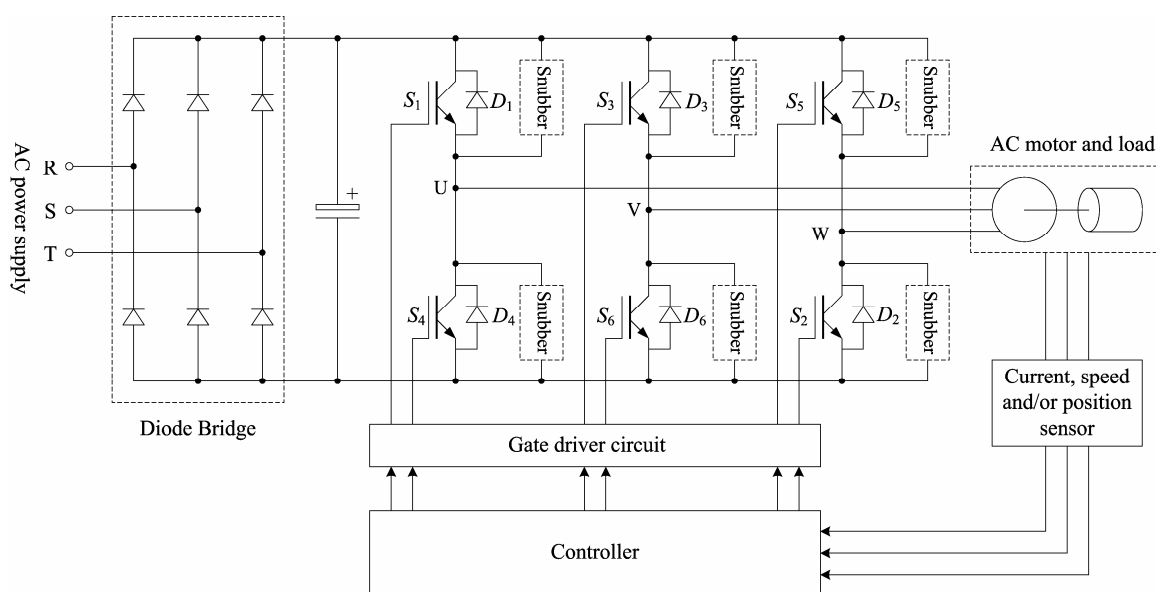 AC power supply
R
S
T
Diode Bridge
+
S1
D1
Snubber
S3
D3
Snubber
S5
D5
Snubber
U
V
W
S4
D4
Snubber
S6
D6
Snubber
S2
D2
Snubber
AC motor and load
Current, speed
and/or position
sensor
Gate driver circuit
Controller